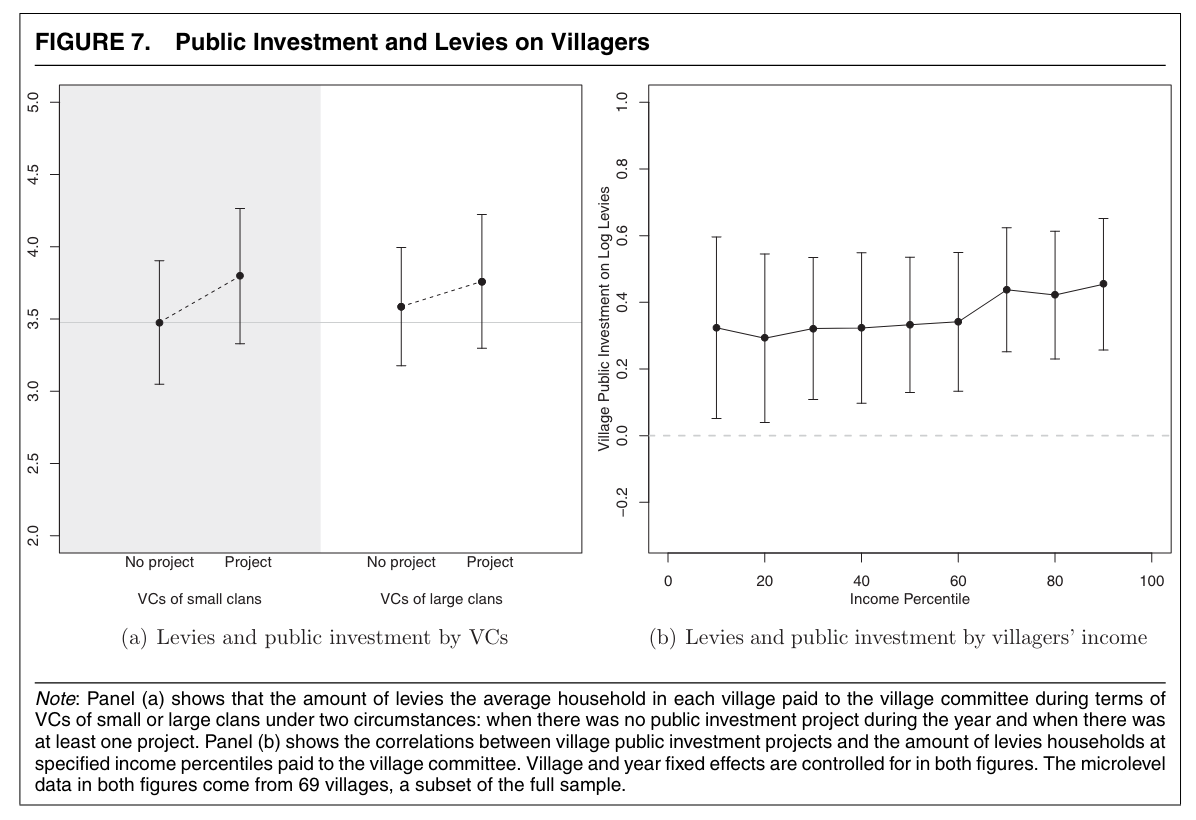 FIGURE 7. Public Investment and Levies on Villagers
5.0
4.5
4.0
3.5
3.0
2.5
2.0
No project Project No project Project
VCs of small clans VCs of large clans
(a) Levies and public investment by VCs
Village Public Investment on Log Levies
1.0
0.8
0.6
0.4
0.2
0.0
−0.2
0 20 40 60 80 100
Income Percentile
(b) Levies and public investment by villagers' income
Note: Panel (a) shows that the amount of levies the average household in each village paid to the village committee during terms of
VCs of small or large clans under two circumstances: when there was no public investment project during the year and when there was
at least one project. Panel (b) shows the correlations between village public investment projects and the amount of levies households at
specified income percentiles paid to the village committee. Village and year fixed effects are controlled for in both figures. The microlevel
data in both figures come from 69 villages, a subset of the full sample.